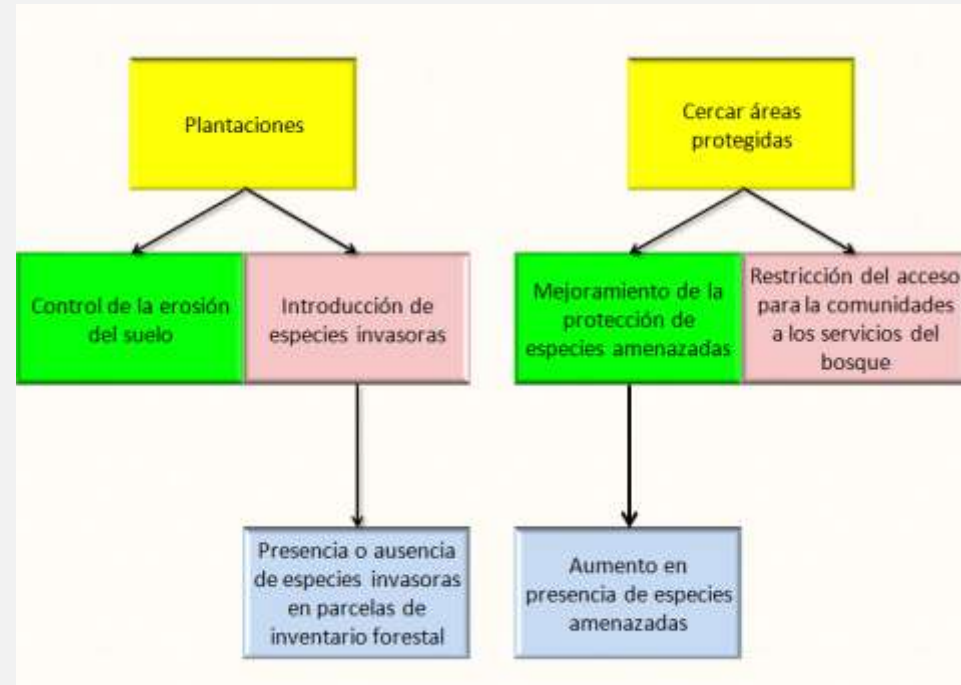 Plantaciones
Cercar áreas
protegidas
Control de la erosión
del suelo
Introducción de
especies invasoras
Mejoramiento de la
protección de
especies amenazadas
Restricción del acceso
para la comunidades
a los servicios del
bosque
Presencia o ausencia
de especies invasoras
en parcelas de
inventario forestal
Aumento en
presencia de especies
amenazadas